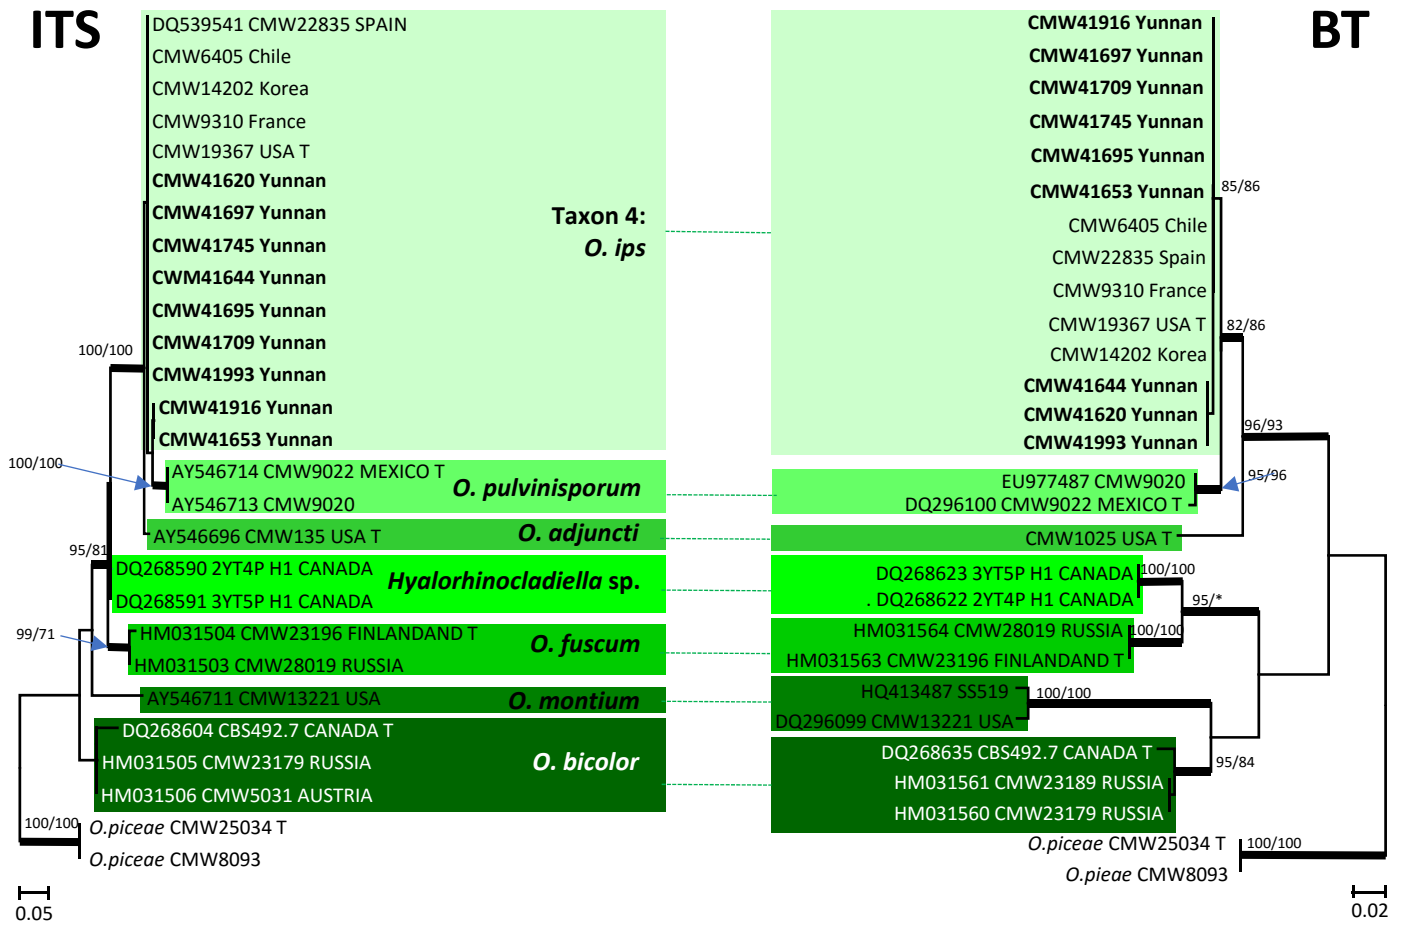 ITS
DQ539541 CMW22835 SPAIN
CMW6405 Chile
CMW14202 Korea
CMW9310 France
CMW19367 USA T
CMW41620 Yunnan
CMW41697 Yunnan
CMW41745 Yunnan
CWM41644 Yunnan
CMW41695 Yunnan
CMW41709 Yunnan
CMW41993 Yunnan
CMW41916 Yunnan
CMW41653 Yunnan
Taxon 4:
O. ips
100/100
100/100
AY546714 CMW9022 MEXICO T
AY546713 CMW9020
O. pulvinisporum
AY546696 CMW135 USA T
O. adjuncti
95/81
DQ268590 2YT4P H1 CANADA
DQ268591 3YT5P H1 CANADA
Hyalorhinocladiella sp.
99/71
HM031504 CMW23196 FINLANDAND T
HM031503 CMW28019 RUSSIA
O. fuscum
AY546711 CMW13221 USA
O. montium
DQ268604 CBS492.7 CANADA T
HM031505 CMW23179 RUSSIA
HM031506 CMW5031 AUSTRIA
O. bicolor
100/100
O.piceae CMW25034 T
O.piceae CMW8093
0.05
BT
CMW41916 Yunnan
CMW41697 Yunnan
CMW41709 Yunnan
CMW41745 Yunnan
CMW41695 Yunnan
CMW41653 Yunnan
85/86
CMW6405 Chile
CMW22835 Spain
CMW9310 France
CMW19367 USA T
82/86
CMW14202 Korea
CMW41644 Yunnan
CMW41620 Yunnan
CMW41993 Yunnan
96/93
EU977487 CMW9020
95/96
DQ296100 CMW9022 MEXICO T
CMW1025 USA T
DQ268623 3YT5P H1 CANADA
100/100
. DQ268622 2YT4P H1 CANADA
95/*
HM031564 CMW28019 RUSSIA
100/100
HM031563 CMW23196 FINLANDAND T
HQ413487 SS519
100/100
DQ296099 CMW13221 USA
DQ268635 CBS492.7 CANADA T
95/84
HM031561 CMW23189 RUSSIA
HM031560 CMW23179 RUSSIA
O.piceae CMW25034 T
100/100
O.pieae CMW8093
0.02